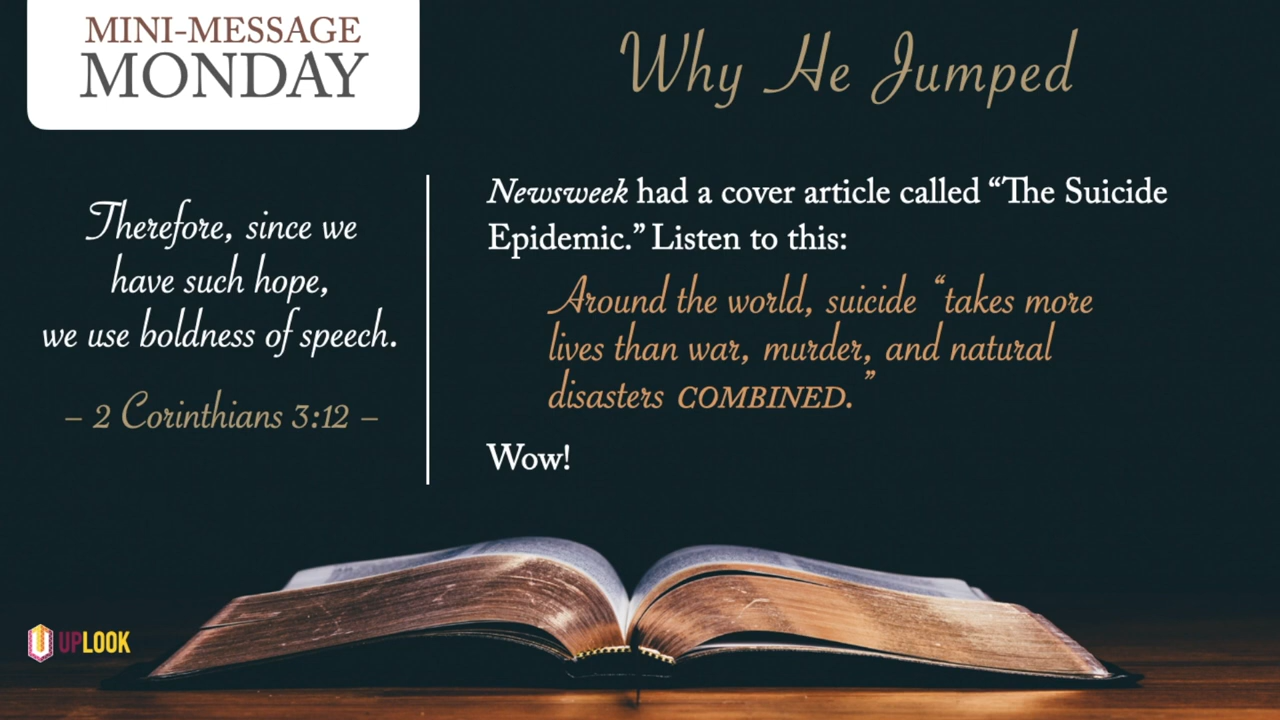 MINI-MESSAGE
MONDAY
Why He Jumped
Therefore, since we
have such hope,
we use boldness of speech.
– 2 Corinthians 3:12 –
Newsweek had a cover article called “The Suicide
Epidemic.” Listen to this:
Around the world, suicide “takes more
lives than war, murder, and natural
disasters COMBINED.”
Wow!
UPLOOK